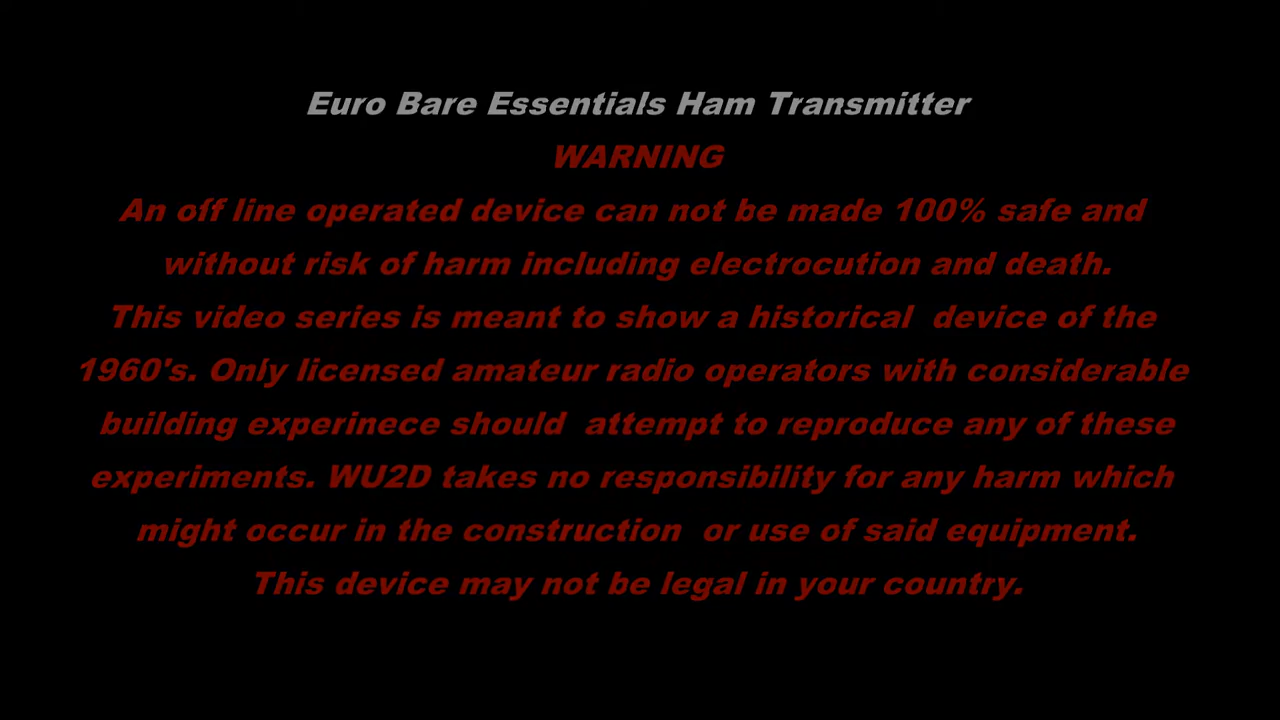 Euro Bare Essentials Ham Transmitter
WARNING
An off line operated device can not be made 100% safe and
without risk of harm including electrocution and death.
This video series is meant to show a historical  device of the
1960's. Only licensed amateur radio operators with considerable
building experinece should  attempt to reproduce any of these
experiments. WU2D takes no responsibility for any harm which
might occur in the construction  or use of said equipment.
This device may not be legal in your country.